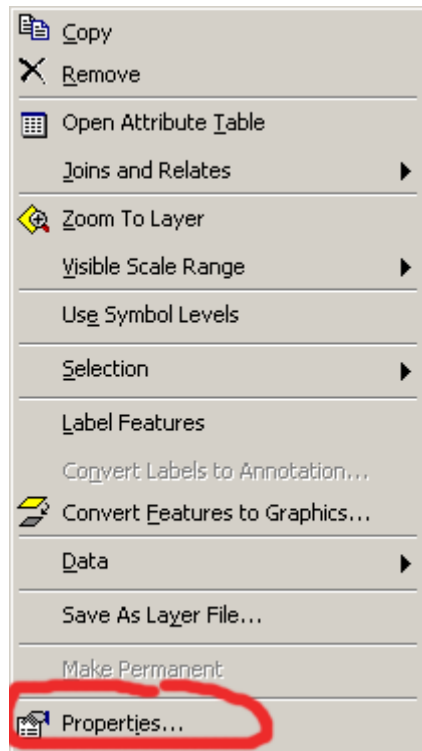 Copy
Remove
Open Attribute Table
Joins and Relates
Zoom To Layer
Visible Scale Range
Use Symbol Levels
Selection
Label Features
Convert Labels to Annotation...
Convert Features to Graphics...
Data
Save As Layer File...
Make Permanent
Properties...